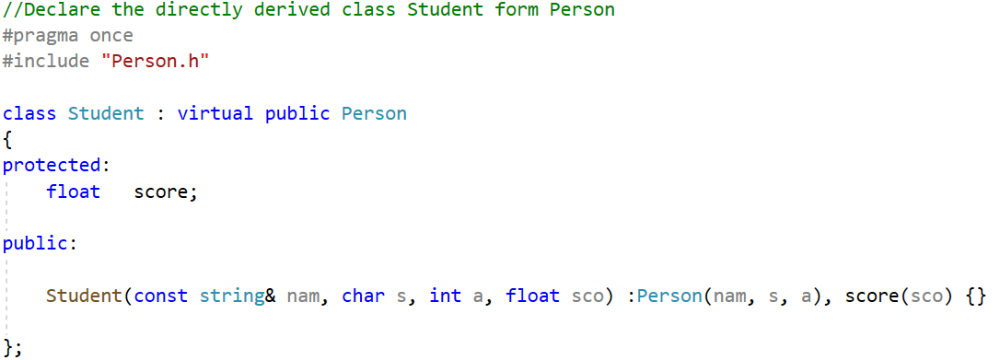 //Declare the directly derived class Student form Person
#pragma once
#include "Person.h"
class Student : virtual public Person
{
protected:
float score;
public:
Student(const string& nam, char s, int a, float sco) :Person(nam, s, a), score(sco) {}
};